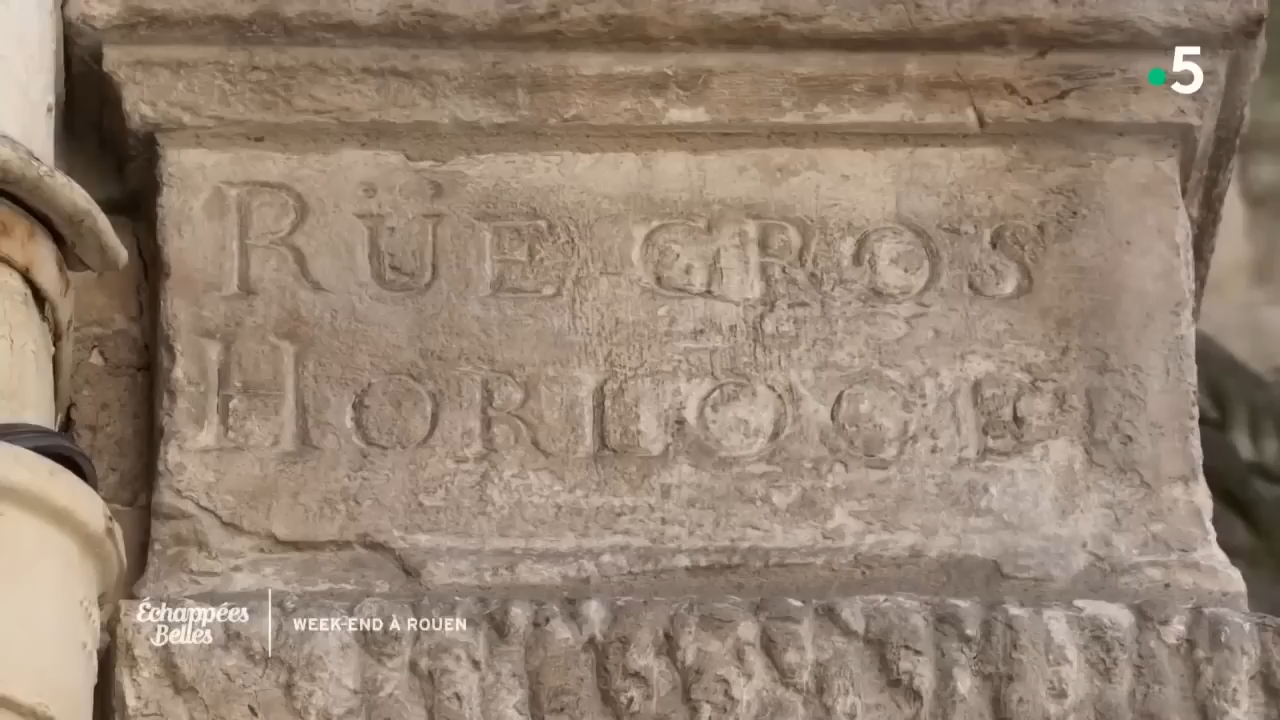 5
RÜE GROS
HORLOGE
Échappées
Belles
WEEK-END À ROUEN